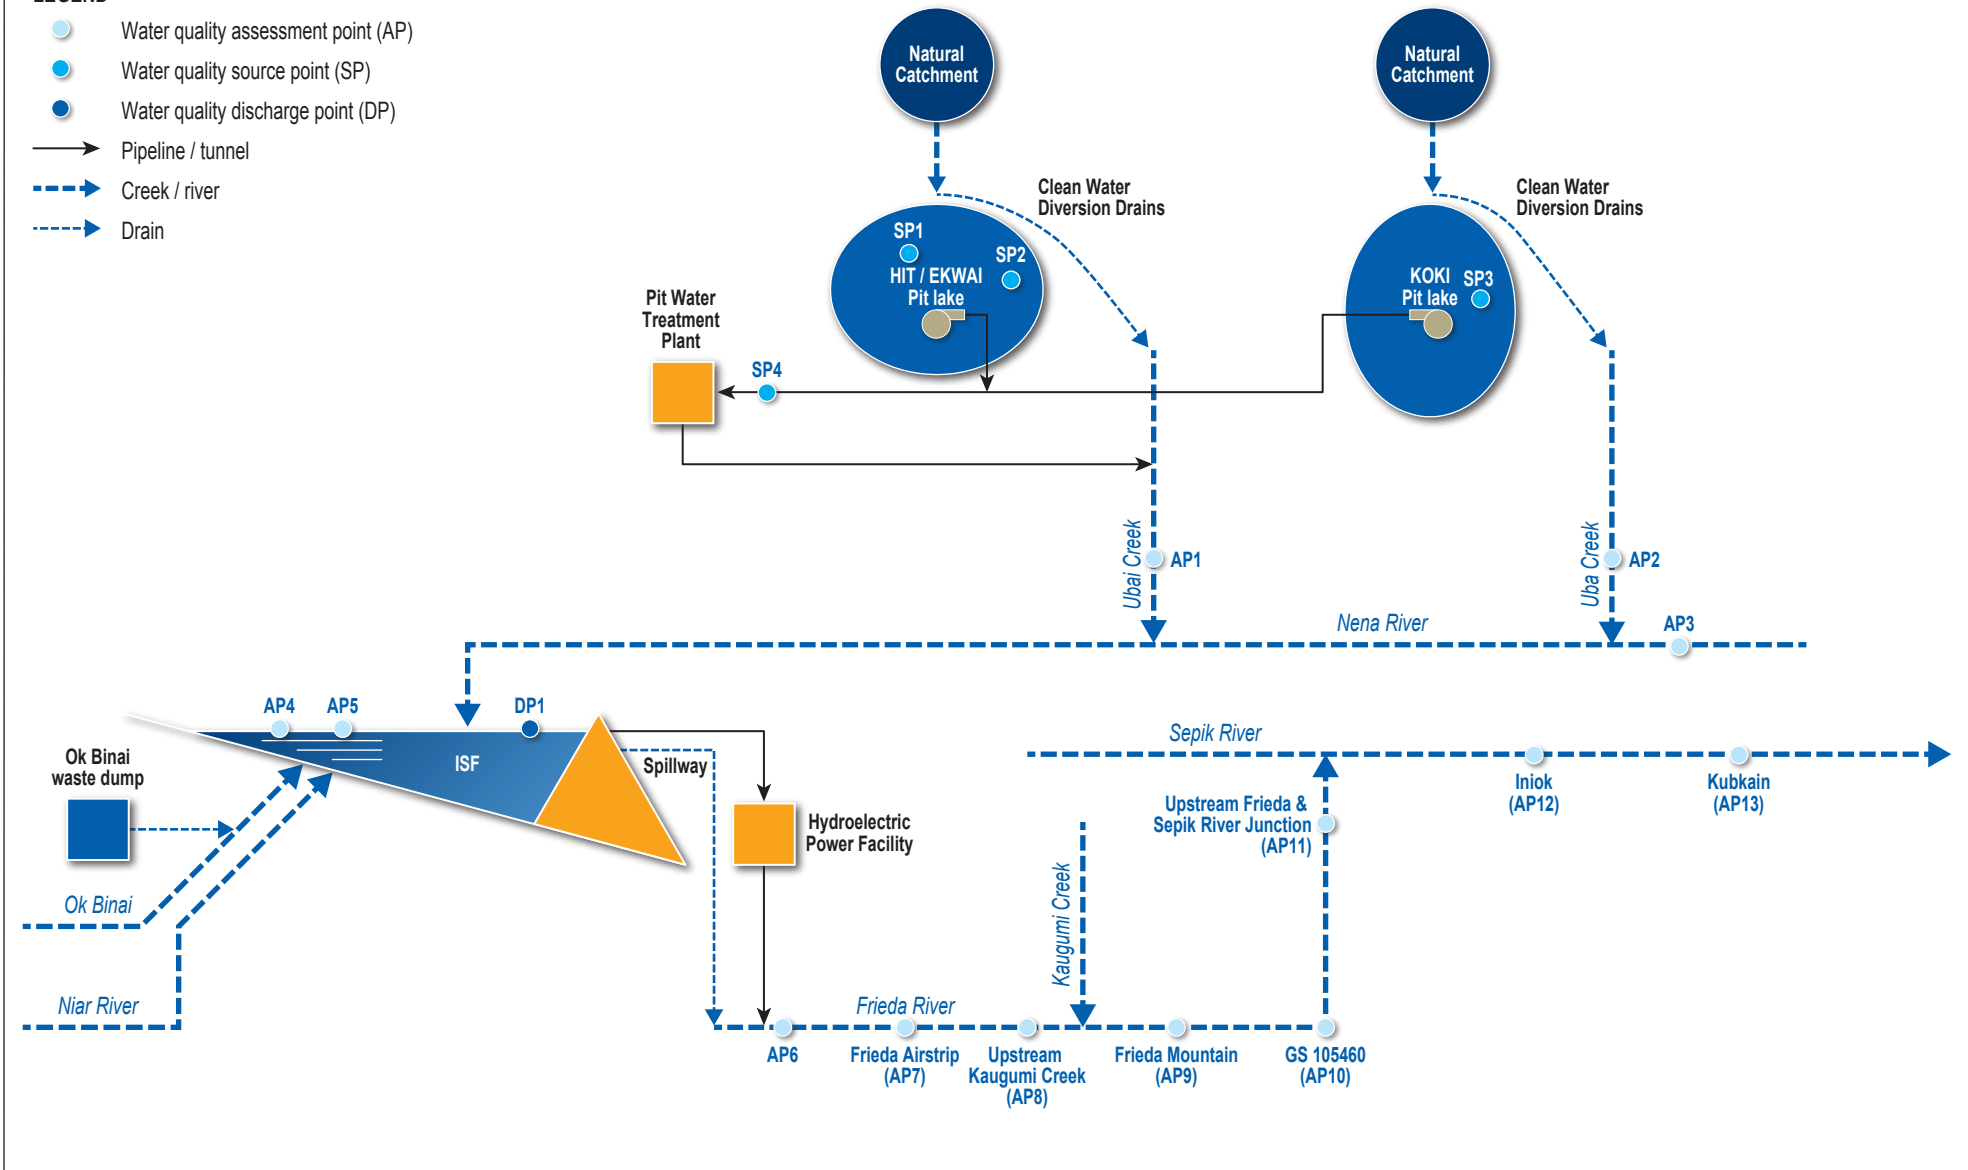 LEGEND
Water quality assessment point (AP)
Water quality source point (SP)
Water quality discharge point (DP)
Pipeline / tunnel
Creek / river
Drain
Natural
Catchment
Natural
Catchment
Clean Water
Diversion Drains
Clean Water
Diversion Drains
SP1
SP2
HIT / EKWAI
Pit lake
KOKI
Pit lake
SP3
Pit Water
Treatment
Plant
SP4
Ubai Creek
AP1
Uba Creek
AP2
Nena River
AP3
AP4
AP5
DP1
Ok Binai
waste dump
ISF
Spillway
Sepik River
Iniok
(AP12)
Kubkain
(AP13)
Upstream Frieda &
Sepik River Junction
(AP11)
Hydroelectric
Power Facility
Kaugumi Creek
Ok Binai
Niar River
Frieda River
AP6
Frieda Airstrip
(AP7)
Upstream
Kaugumi Creek
(AP8)
Frieda Mountain
(AP9)
GS 105460
(AP10)